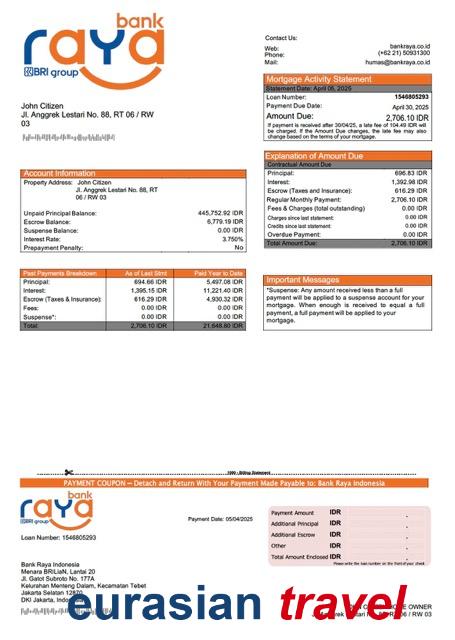 bank
raya
BRI group
Contact Us:
Web: bankraya.co.id
Phone: (+62 21) 50931300
Mail: humas@bankraya.co.id
Mortgage Activity Statement
Statement Date: April 05, 2025
Loan Number: 1546805293
Payment Due Date: April 30, 2025
Amount Due: 2,706.10 IDR
If payment is received after 30/04/25, a late fee of 104.49 IDR will
be charged. If the Amount Due changes, the late fee may also
change based on the terms of your mortgage.
John Citizen
Jl. Anggrek Lestari No. 88, RT 06 / RW
03
Explanation of Amount Due
Contractual Amount Due
Principal: 696.83 IDR
Interest: 1,392.98 IDR
Escrow (Taxes and Insurance): 616.29 IDR
Regular Monthly Payment: 2,706.10 IDR
Fees & Charges (total outstanding) 0.00 IDR
Charges since last statement: 0.00 IDR
Credits since last statement: 0.00 IDR
Overdue Payment: 0.00 IDR
Total Amount Due: 2,706.10 IDR
Account Information
Property Address: John Citizen
Jl. Anggrek Lestari No. 88, RT
06 / RW 03
Unpaid Principal Balance: 445,752.92 IDR
Escrow Balance: 6,779.19 IDR
Suspense Balance: 0.00 IDR
Interest Rate: 3.750%
Prepayment Penalty: No
Past Payments Breakdown As of Last Stmt Paid Year to Date
Principal: 694.66 IDR 5,497.08 IDR
Interest: 1,395.15 IDR 11,221.40 IDR
Escrow (Taxes & Insurance): 616.29 IDR 4,930.32 IDR
Fees: 0.00 IDR 0.00 IDR
Suspense*: 0.00 IDR 0.00 IDR
Total: 2,706.10 IDR 21,648.80 IDR
Important Messages
*Suspense: Any amount received less than a full
payment will be applied to a suspense account for your
mortgage. When enough is received to equal a full
payment, a full payment will be applied to your
mortgage.
Billing Statement
PAYMENT COUPON – Detach and Return With Your Payment Made Payable to: Bank Raya Indonesia
bank
raya
BRI group
Payment Date: 05/04/2025
Loan Number: 1546805293
Payment Amount IDR
Additional Principal IDR
Additional Escrow IDR
Other IDR
Total Amount Enclosed IDR
Please write the loan number on the front of your check
Bank Raya Indonesia
Menara BRILiaN, Lantai 20
Jl. Gatot Subroto No. 177A
Kelurahan Menteng Dalam, Kecamatan Tebet
Jakarta Selatan 12870
DKI Jakarta,
OWNER
RW 03
eurasian travel